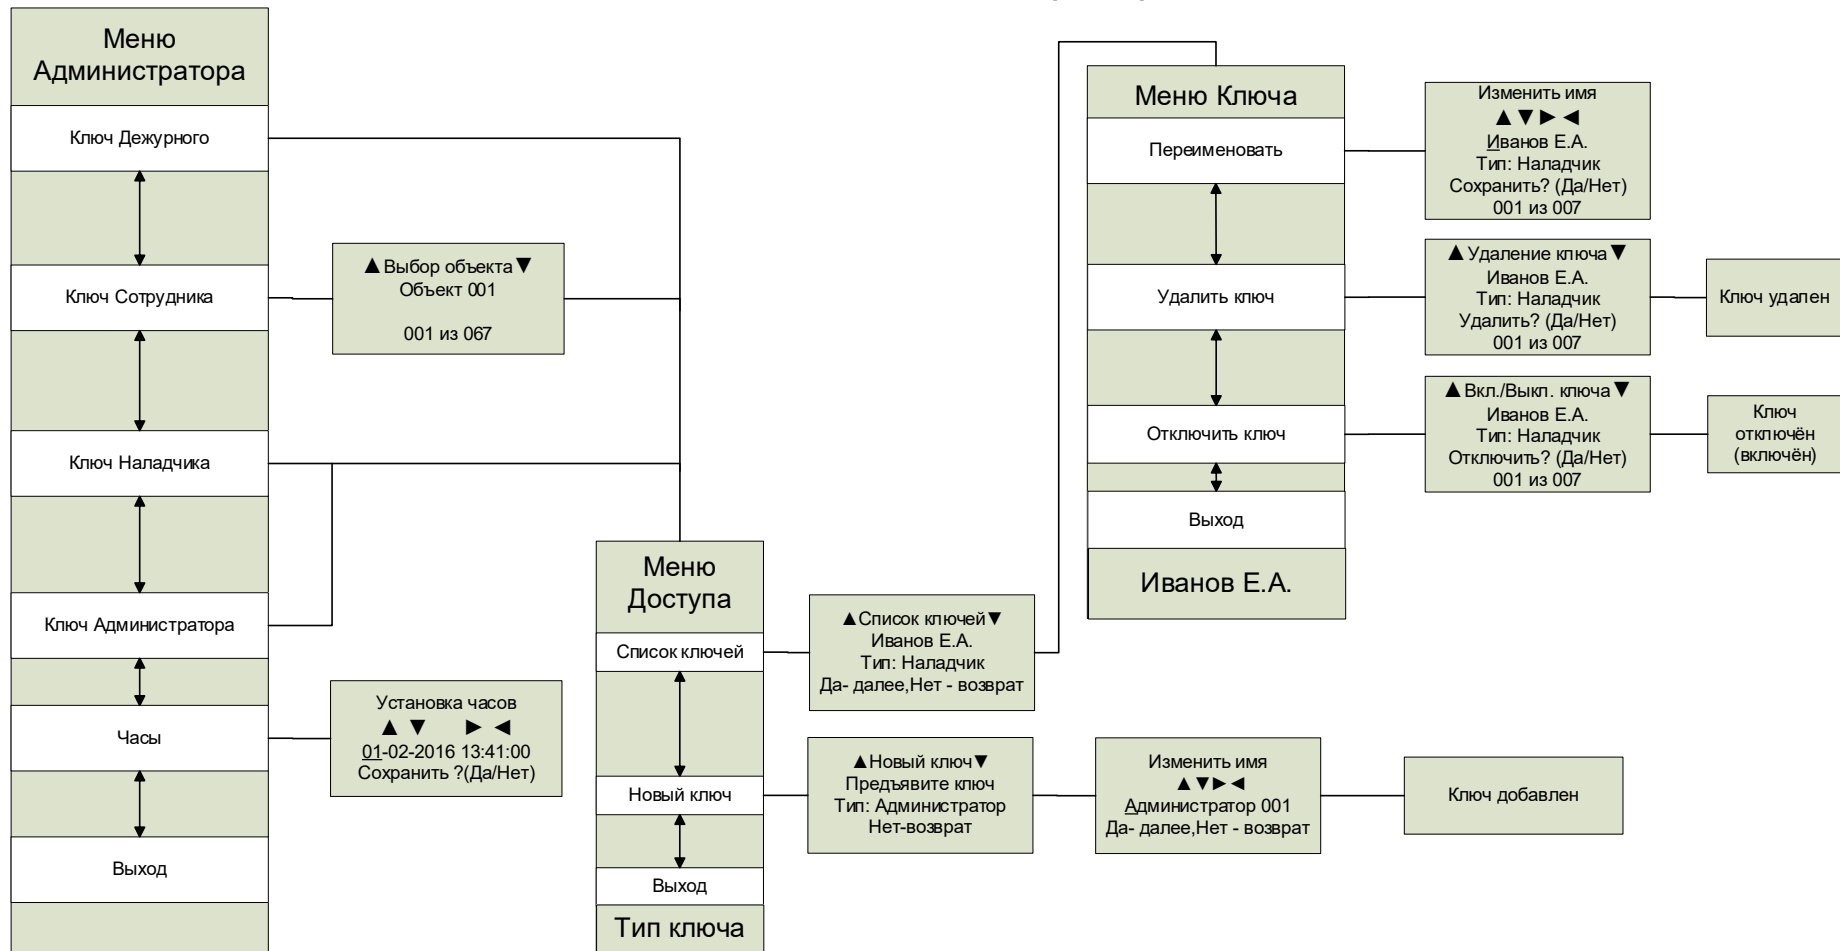 Меню
Администратора
Ключ Дежурного
Ключ Сотрудника
Ключ Наладчика
Ключ Администратора
Часы
Выход
▲Выбор объекта▼
Объект 001
001 из 067
Установка часов
▲ ▼ ► ◄
01-02-2016 13:41:00
Сохранить ?(Да/Нет)
Меню
Доступа
Список ключей
Новый ключ
Выход
Тип ключа
▲Список ключей▼
Иванов Е.А.
Тип: Наладчик
Да- далее,Нет - возврат
▲Новый ключ▼
Предъявите ключ
Тип: Администратор
Нет-возврат
Изменить имя
▲▼►◄
Администратор 001
Да- далее,Нет - возврат
Ключ добавлен
Меню Ключа
Переименовать
Удалить ключ
Отключить ключ
Выход
Иванов Е.А.
Изменить имя
▲▼►◄
Иванов Е.А.
Тип: Наладчик
Сохранить? (Да/Нет)
001 из 007
▲Удаление ключа▼
Иванов Е.А.
Тип: Наладчик
Удалить? (Да/Нет)
001 из 007
Ключ удален
▲Вкл./Выкл. ключа▼
Иванов Е.А.
Тип: Наладчик
Отключить? (Да/Нет)
001 из 007
Ключ
отключён
(включён)